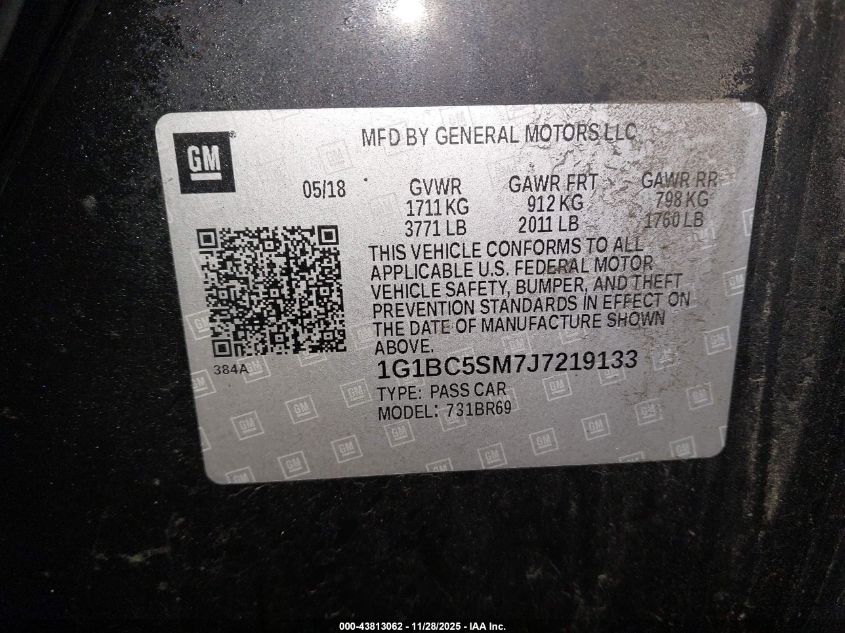 GM
MFD BY GENERAL MOTORS LLC
05/18 GVWR GAWR FRT GAWR RR
1711 KG 912 KG 798 KG
3771 LB 2011 LB 1760 LB
THIS VEHICLE CONFORMS TO ALL
APPLICABLE U.S. FEDERAL MOTOR
VEHICLE SAFETY, BUMPER, AND THEFT
PREVENTION STANDARDS IN EFFECT ON
THE DATE OF MANUFACTURE SHOWN
ABOVE.
384A
1G1BC5SM7J7219133
TYPE: PASS CAR
MODEL: 731BR69
000-43813062 - 11/28/2025 - IAA Inc.